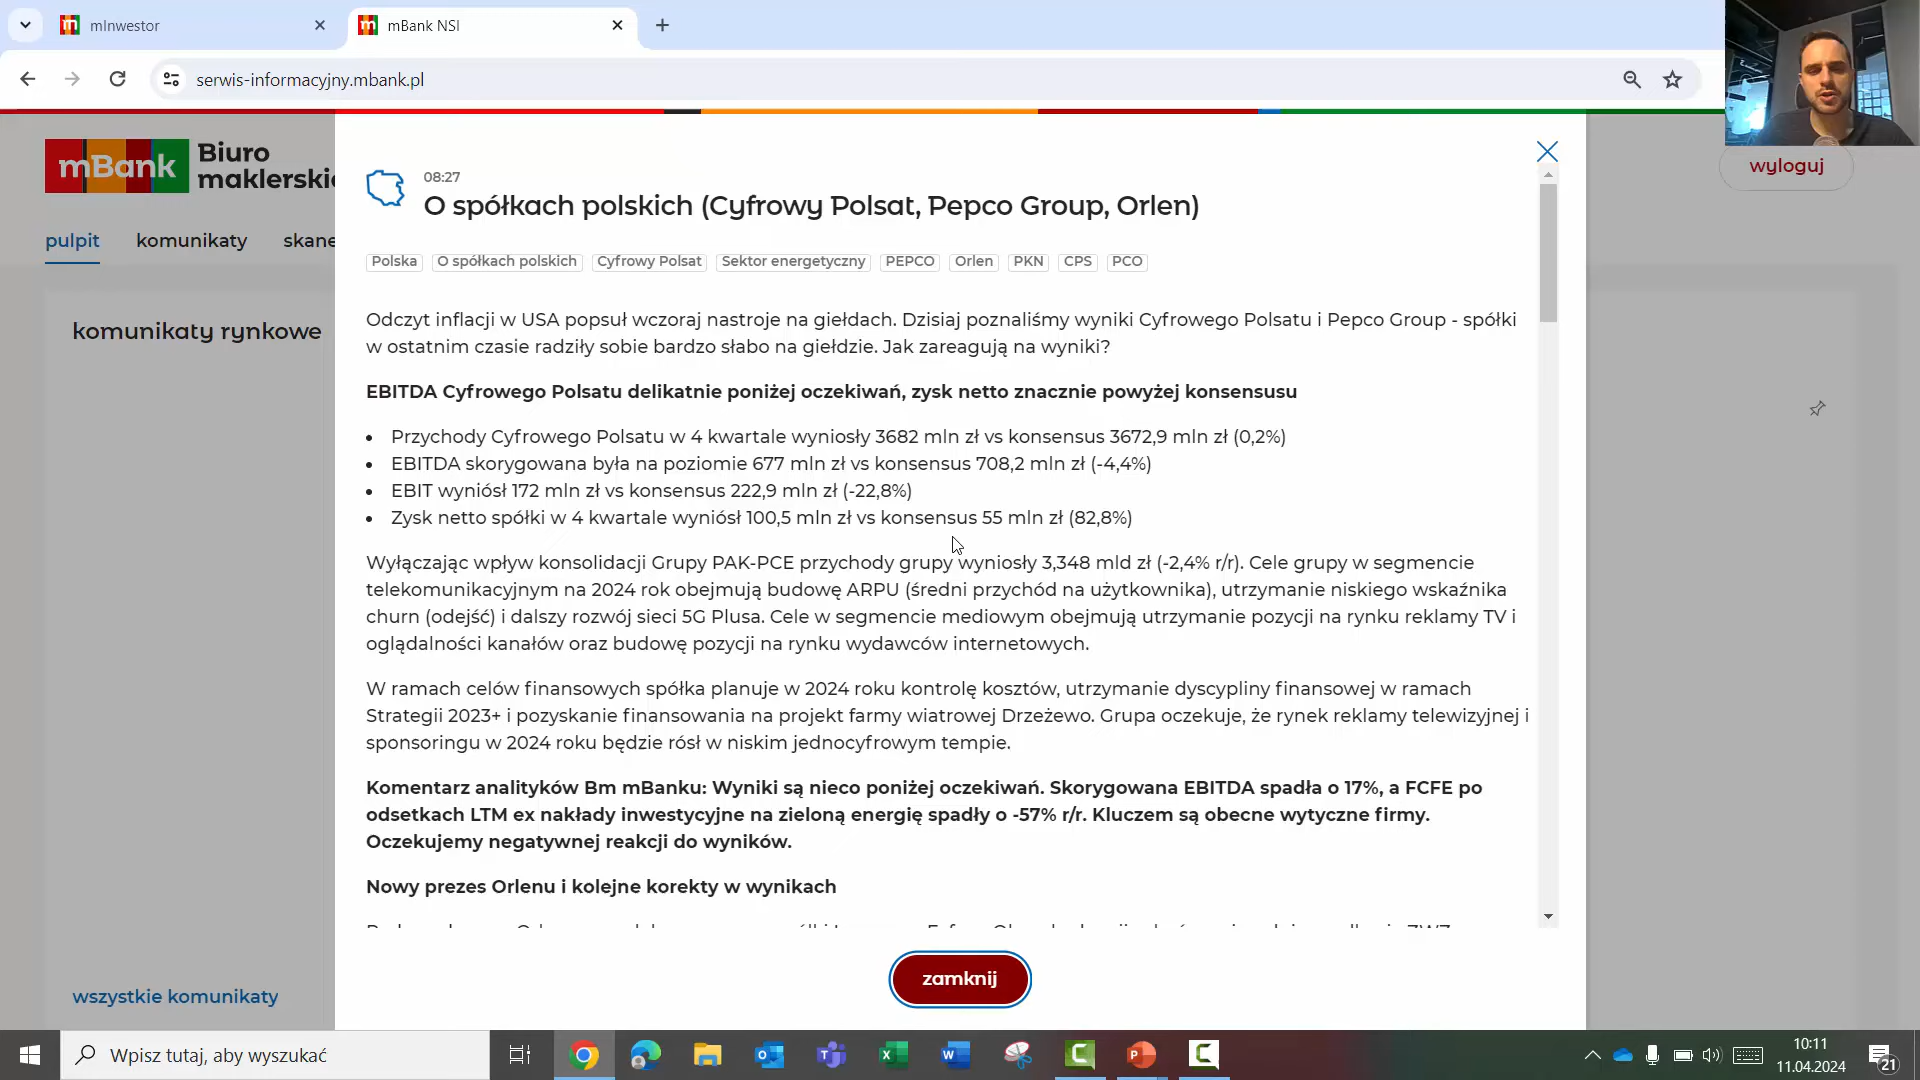 mInwestor
mBank NSI
serwis-informacyjny.mbank.pl
mBank
Biuro
maklerskie
wyloguj
pulpit
komunaty
skane
komunikaty rynkowe
08:27
O spółkach polskich (Cyfrowy Polsat, Pepco Group, Orlen)
Polska O spółkach polskich Cyfrowy Polsat Sektor energetyczny PEPCO Orlen PKN CPS PCO
Odczyt inflacji w USA popsuł wczoraj nastroje na giełdach. Dzisiaj poznaliśmy wyniki Cyfrowego Polsatu i Pepco Group - spółki
w ostatnim czasie radziły sobie bardzo słabo na giełdzie. Jak zareagują na wyniki?
EBITDA Cyfrowego Polsatu delikatnie poniżej oczekiwań, zysk netto znacznie powyżej konsensusu
• Przychody Cyfrowego Polsatu w 4 kwartale wyniosły 3682 mln zł vs konsensus 3672,9 mln zł (0,2%)
• EBITDA skorygowana była na poziomie 677 mln zł vs konsensus 708,2 mln zł (-4,4%)
• EBIT wyniósł 172 mln zł vs konsensus 222,9 mln zł (-22,8%)
• Zysk netto spółki w 4 kwartale wyniósł 100,5 mln zł vs konsensus 55 mln zł (82,8%)
Wyłączając wpływ konsolidacji Grupy PAK-PCE przychody grupy wyniosły 3,348 mld zł (-2,4% r/r). Cele grupy w segmencie
telekomunikacyjnym na 2024 rok obejmują budowę ARPU (średni przychód na użytkownika), utrzymanie niskiego wskaźnika
churn (odejść) i dalszy rozwój sieci 5G Plusa. Cele w segmencie mediowym obejmują utrzymanie pozycji na rynku reklamy TV i
oglądalności kanałów oraz budowę pozycji na rynku wydawców internetowych.
W ramach celów finansowych spółka planuje w 2024 roku kontrolę kosztów, utrzymanie dyscypliny finansowej w ramach
Strategii 2023+ i pozyskanie finansowania na projekt farmy wiatrowej Drzeżewo. Grupa oczekuje, że rynek reklamy telewizyjnej i
sponsoringu w 2024 roku będzie rósł w niskim jednocyfrowym tempie.
Komentarz analityków Bm mBanku: Wyniki są nieco poniżej oczekiwań. Skorygowana EBITDA spadła o 17%, a FCFE po
odsetkach LTM ex nakłady inwestycyjne na zieloną energię spadły o -57% r/r. Kluczem są obecne wytyczne firmy.
Oczekujemy negatywnej reakcji do wyników.
Nowy prezes Orlenu i kolejne korekty w wynikach
zamknij
wszystkie komunikaty
Wpisz tutaj, aby wyszukać
10:11
11.04.2024
21